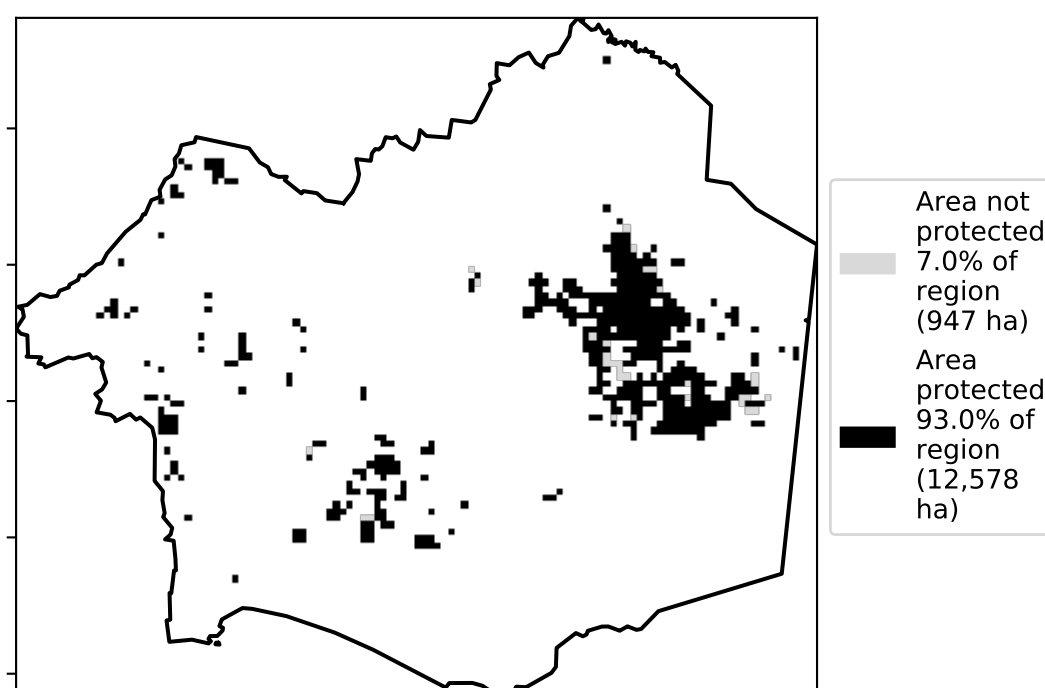 Area not
protected
7.0% of
region
(947 ha)
Area
protected
93.0% of
region
(12,578
ha)